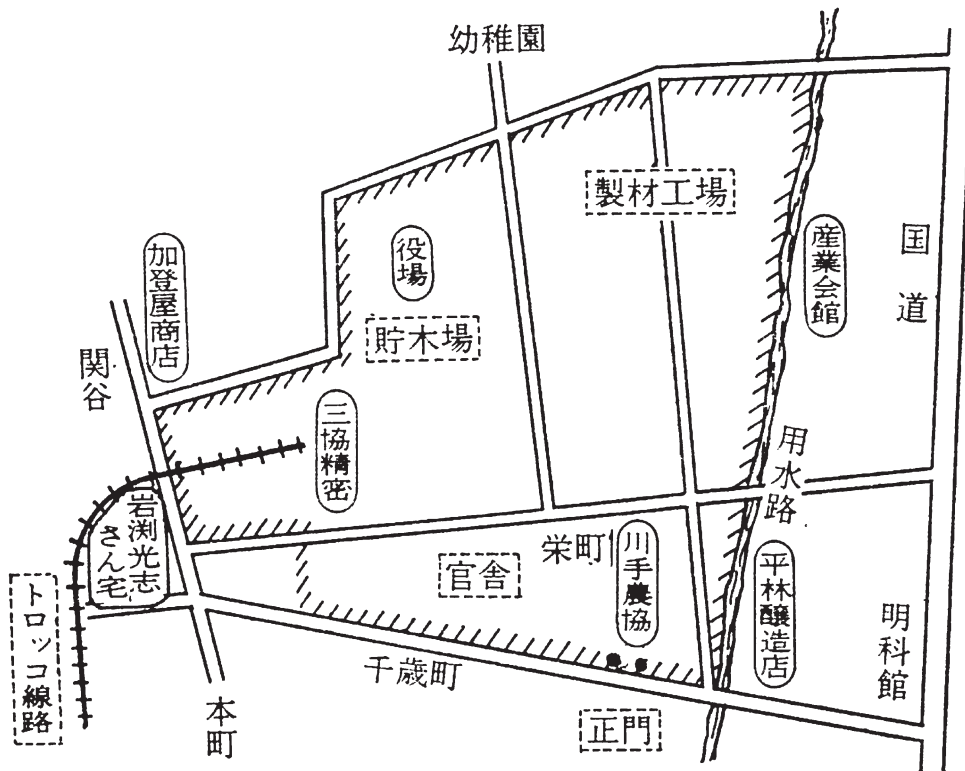 幼稚園
製材工場
国道
産業会館
役場
加登屋商店
貯木場
関谷
三協精密
用水路
岩渕光志
さん宅
栄町
川手農協
官舎
平林醸造店
トロッコ線路
明科館
千歳町
本町
正門